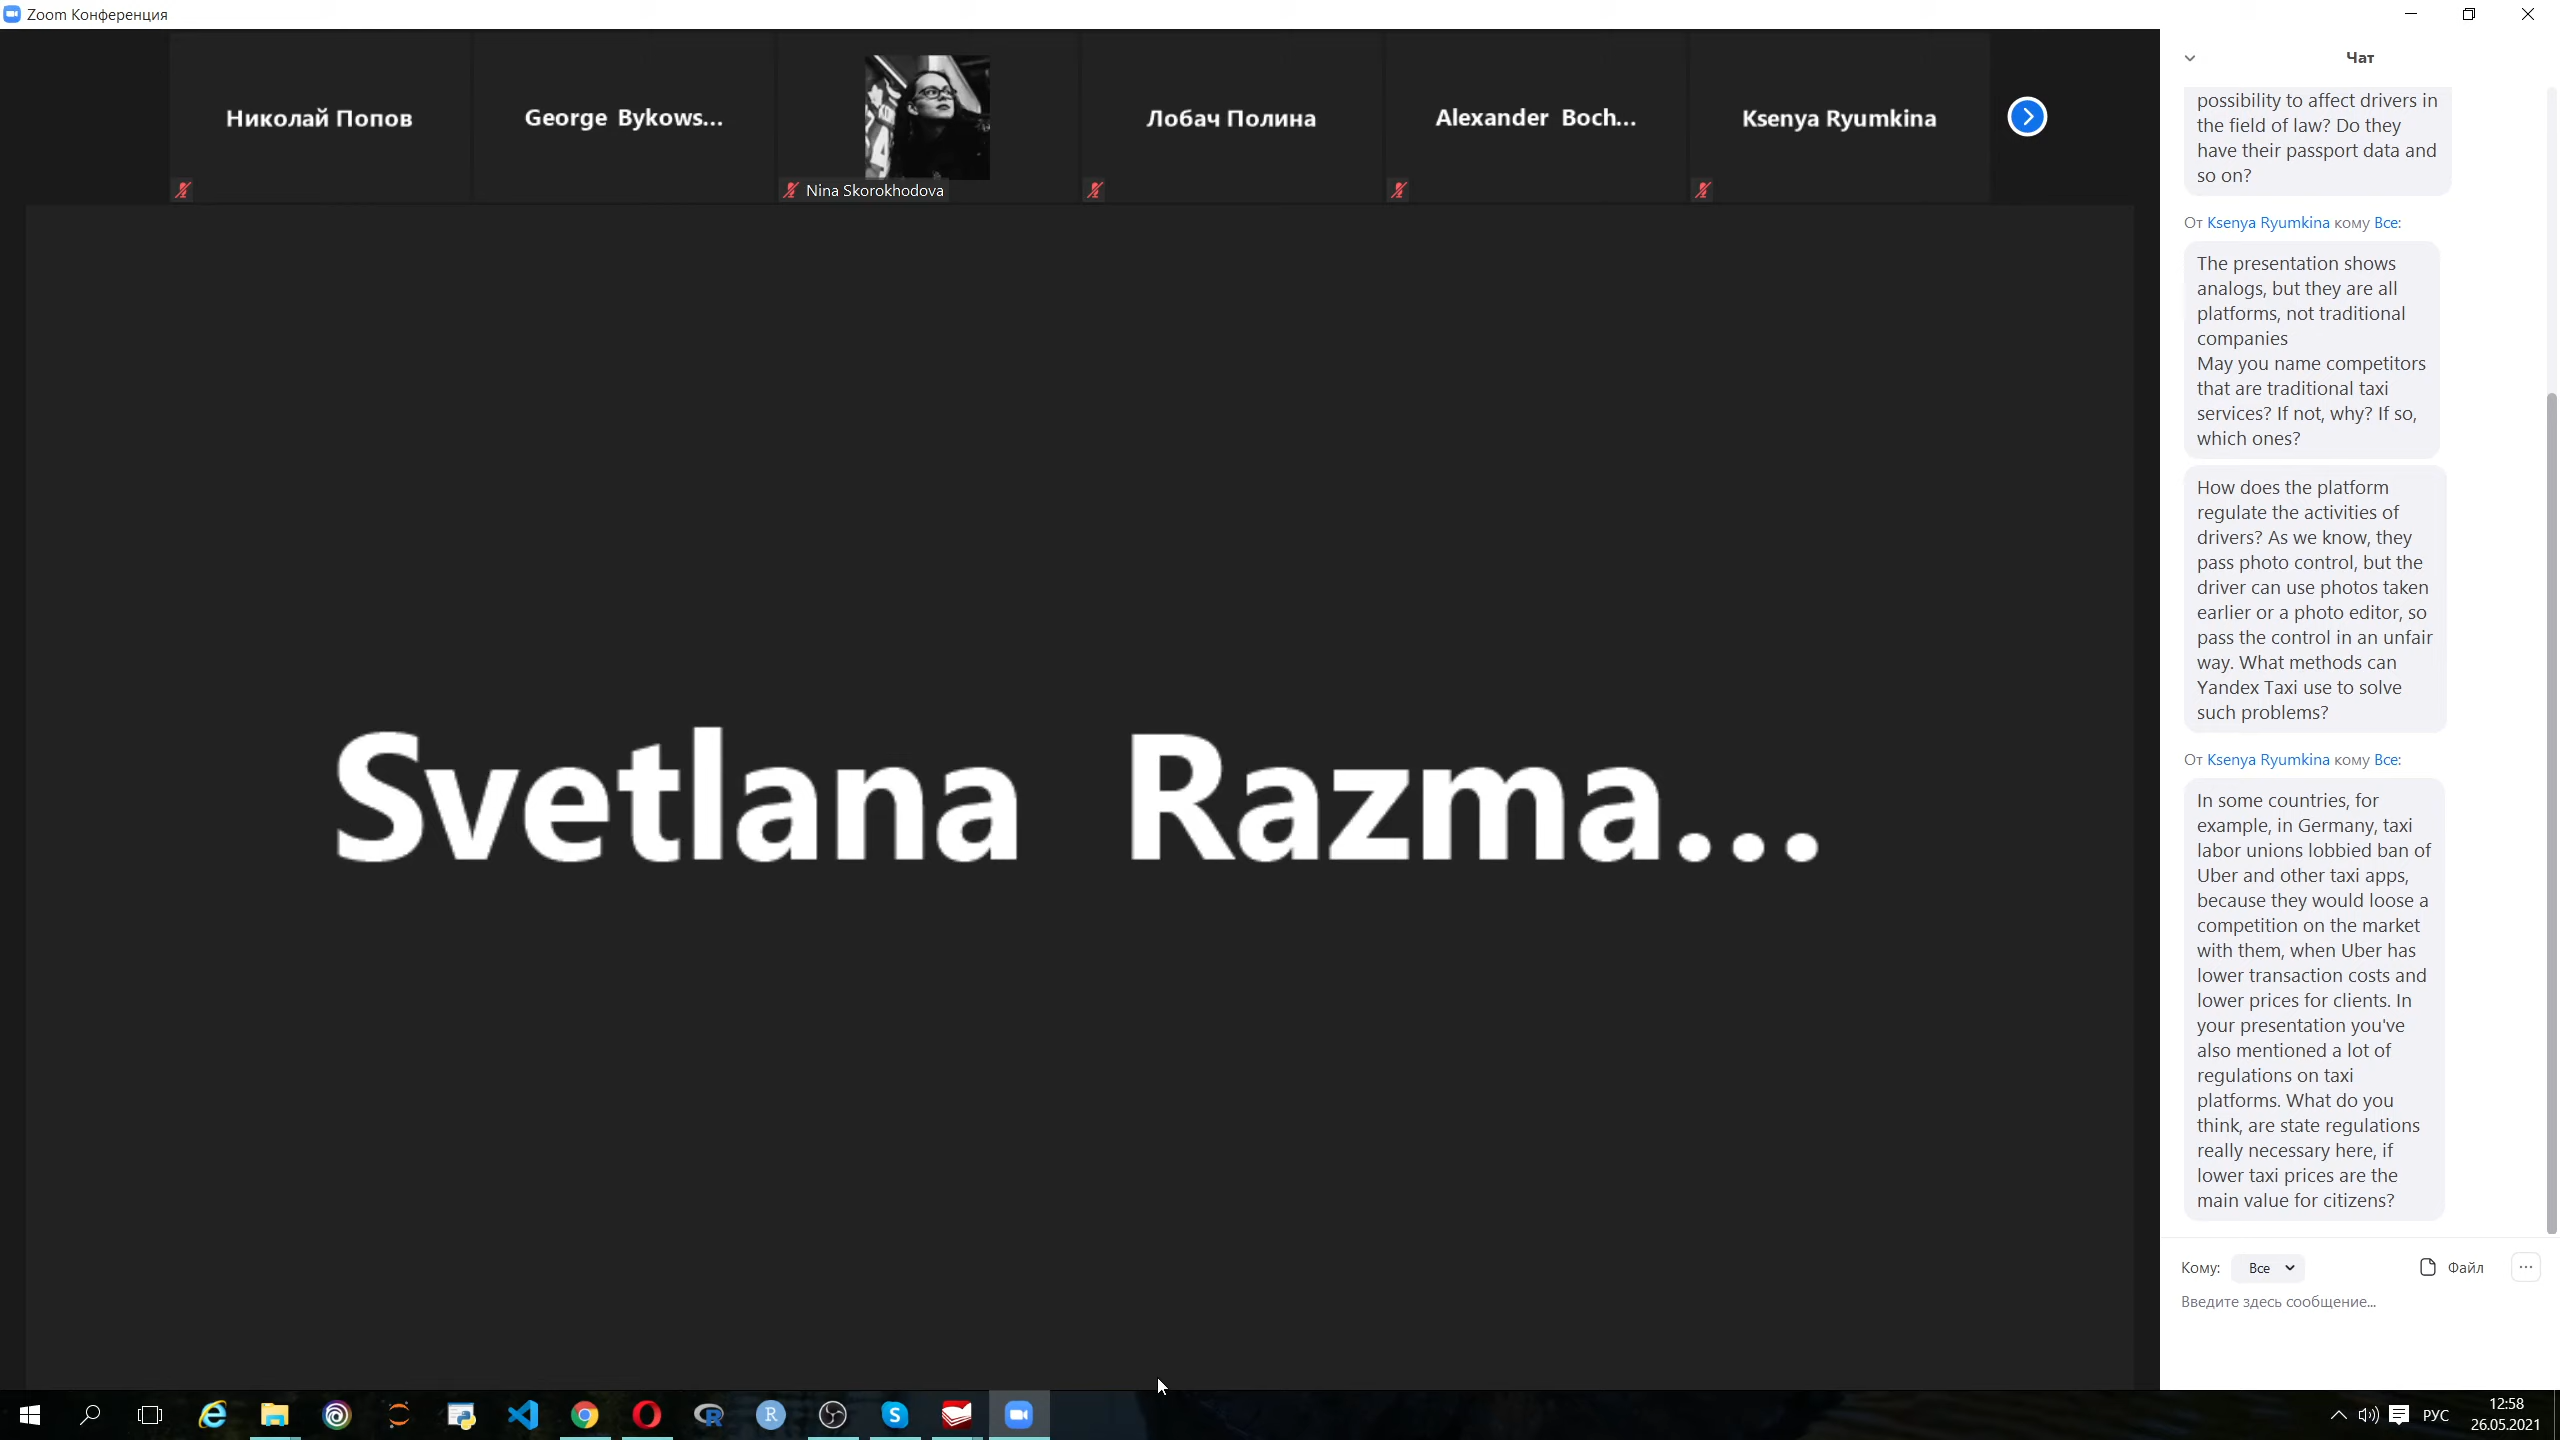 Zoom Конференция
Николай Попов
George Bykows...
Nina Skorokhodova
Лобач Полина
Alexander Boch...
Ksenya Ryumkina
Svetlana Razma...
Чат
possibility to affect drivers in
the field of law? Do they
have their passport data and
so on?
От Ksenya Ryumkina кому Все:
The presentation shows
analogs, but they are all
platforms, not traditional
companies
May you name competitors
that are traditional taxi
services? If not, why? If so,
which ones?
How does the platform
regulate the activities of
drivers? As we know, they
pass photo control, but the
driver can use photos taken
earlier or a photo editor, so
pass the control in an unfair
way. What methods can
Yandex Taxi use to solve
such problems?
От Ksenya Ryumkina кому Все:
In some countries, for
example, in Germany, taxi
labor unions lobbied ban of
Uber and other taxi apps,
because they would loose a
competition on the market
with them, when Uber has
lower transaction costs and
lower prices for clients. In
your presentation you've
also mentioned a lot of
regulations on taxi
platforms. What do you
think, are state regulations
really necessary here, if
lower taxi prices are the
main value for citizens?
Кому: Все Файл
Введите здесь сообщение...
РУС
12:58
26.05.2021